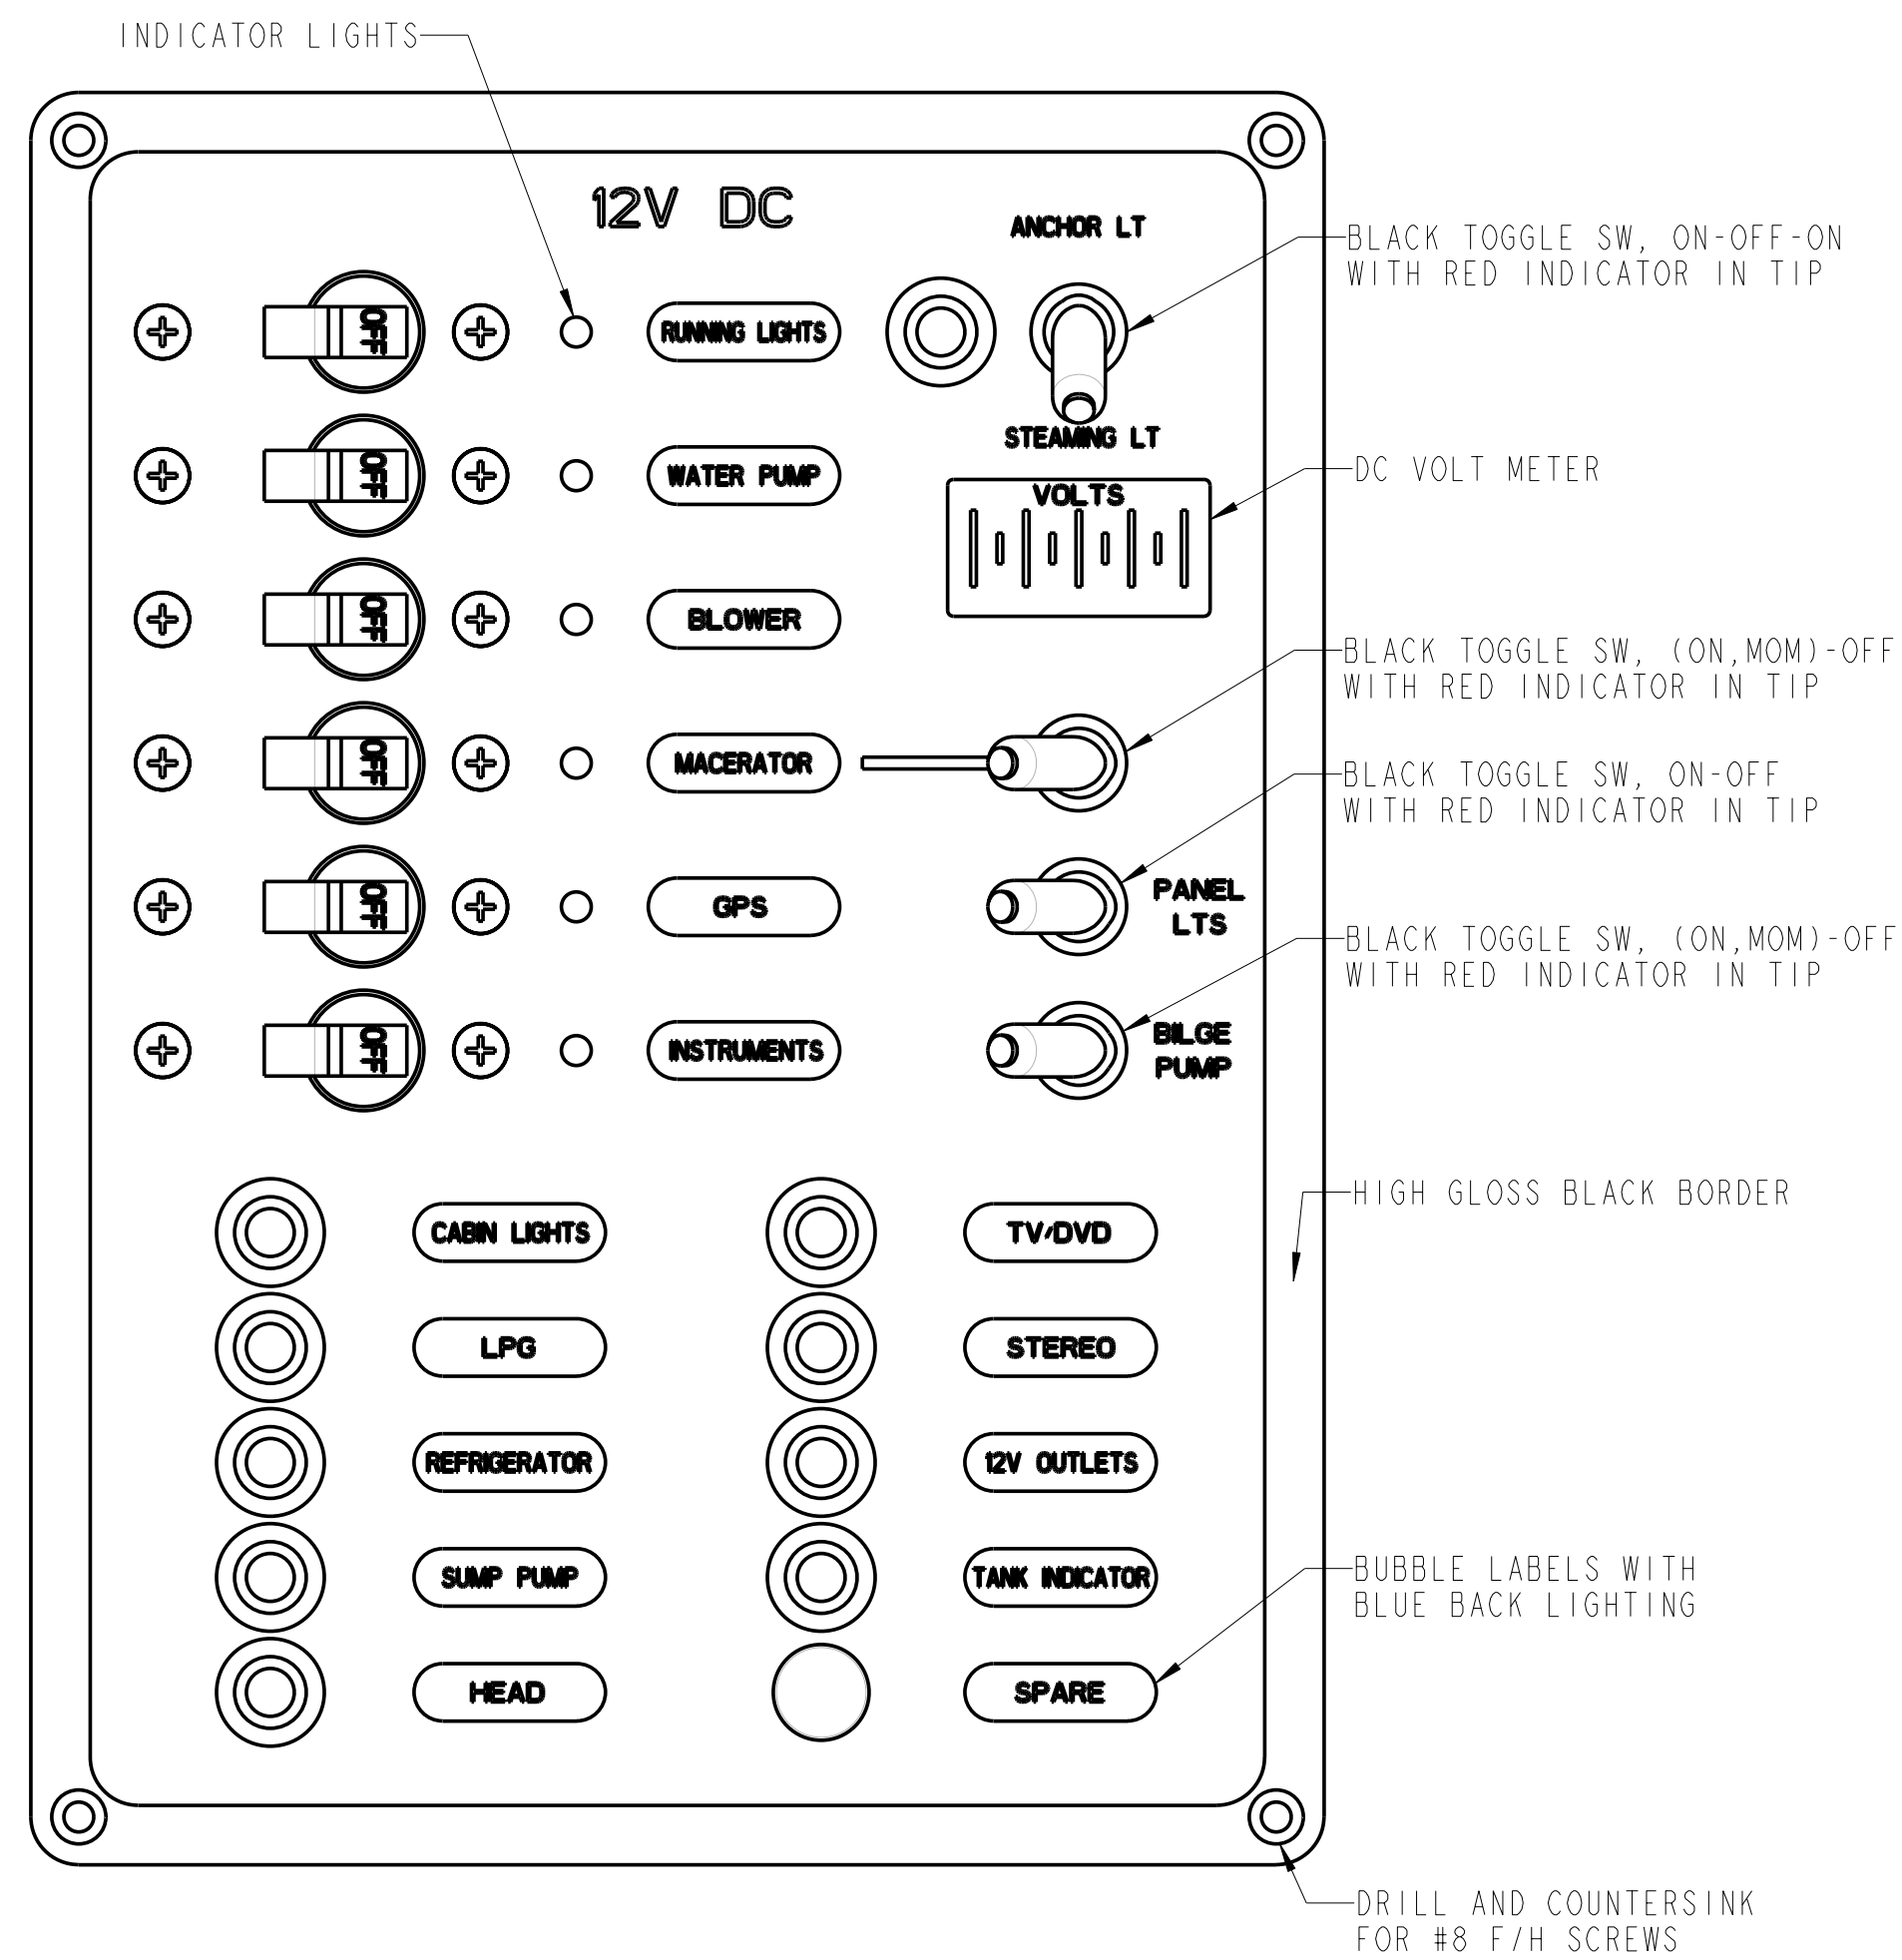 INDICATOR LIGHTS
12V DC
ANCHOR LT
BLACK TOGGLE SW, ON-OFF-ON
WITH RED INDICATOR IN TIP
OFF
RUNNING LIGHTS
STEAMING LT
OFF
WATER PUMP
VOLTS
DC VOLT METER
OFF
BLOWER
BLACK TOGGLE SW, (ON,MOM)-OFF
WITH RED INDICATOR IN TIP
OFF
MACERATOR
BLACK TOGGLE SW, ON-OFF
WITH RED INDICATOR IN TIP
OFF
GPS
PANEL
LTS
BLACK TOGGLE SW, (ON,MOM)-OFF
WITH RED INDICATOR IN TIP
OFF
INSTRUMENTS
BILGE
PUMP
HIGH GLOSS BLACK BORDER
CABIN LIGHTS
TV/DVD
LPG
STEREO
REFRIGERATOR
12V OUTLETS
SUMP PUMP
TANK INDICATOR
BUBBLE LABELS WITH
BLUE BACK LIGHTING
HEAD
SPARE
DRILL AND COUNTERSINK
FOR #8 F/H SCREWS